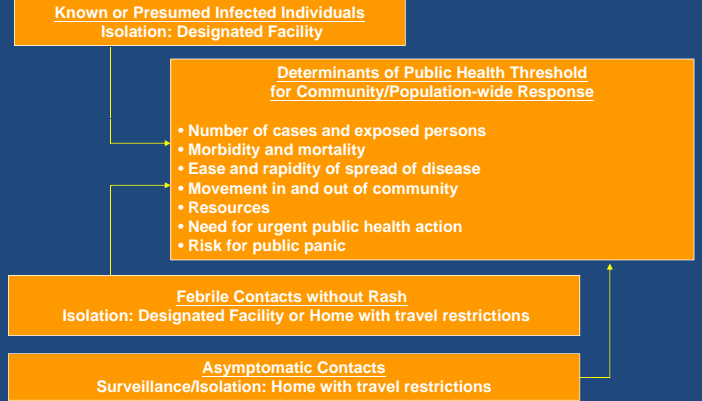 Known or Presumed Infected Individuals
Isolation: Designated Facility
Determinants of Public Health Threshold
for Community/Population-wide Response
• Number of cases and exposed persons
• Morbidity and mortality
• Ease and rapidity of spread of disease
• Movement in and out of community
• Resources
• Need for urgent public health action
• Risk for public panic
Febrile Contacts without Rash
Isolation: Designated Facility or Home with travel restrictions
Asymptomatic Contacts
Surveillance/Isolation: Home with travel restrictions